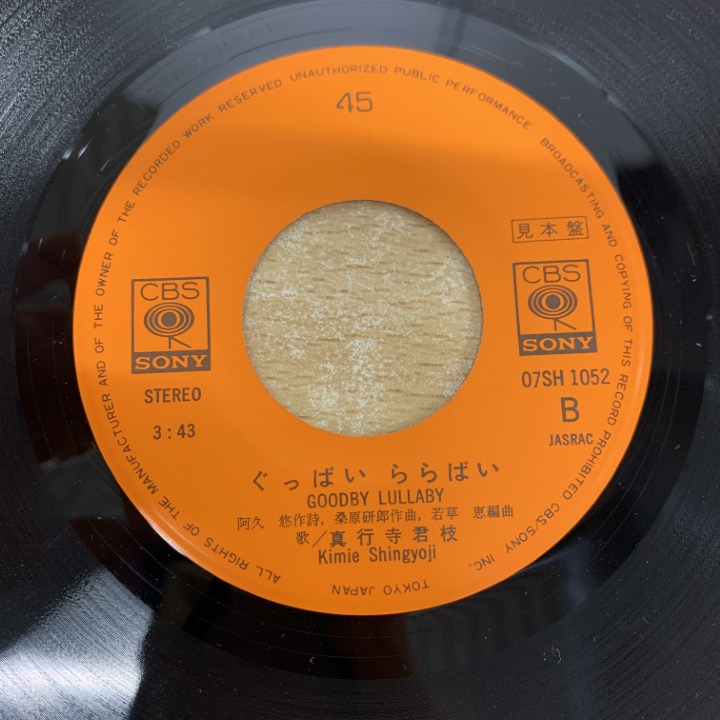 ALL RIGHTS OF THE MANUFACTURER AND OF THE OWNER OF THE RECORDED WORK RESERVED UNAUTHORIZED PUBLIC PERFORMANCE. BROADCASTING AND COPYING OF THIS RECORD PROHIBITED CBS/SONY INC. TOKYO JAPAN
45
見本盤
CBS
SONY
CBS
SONY
STEREO
3:43
07SH 1052
B
JASRAC
ぐっばい ららばい
GOODBY LULLABY
阿久 悠作詩, 桑原研郎作曲, 若草 恵編曲
歌/真行寺君枝
Kimie Shingyoji